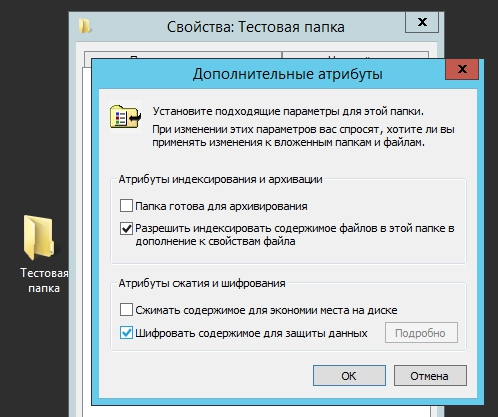 Свойства: Тестовая папка
Дополнительные атрибуты
Установите подходящие параметры для этой папки.
При изменении этих параметров вас спросят, хотите ли вы
применять изменения к вложенным папкам и файлам.
Атрибуты индексирования и архивации
Папка готова для архивирования
Разрешить индексировать содержимое файлов в этой папке в
дополнение к свойствам файла
Атрибуты сжатия и шифрования
Сжимать содержимое для экономии места на диске
Шифровать содержимое для защиты данных
Подробно
ОК
Отмена
Тестовая
папка